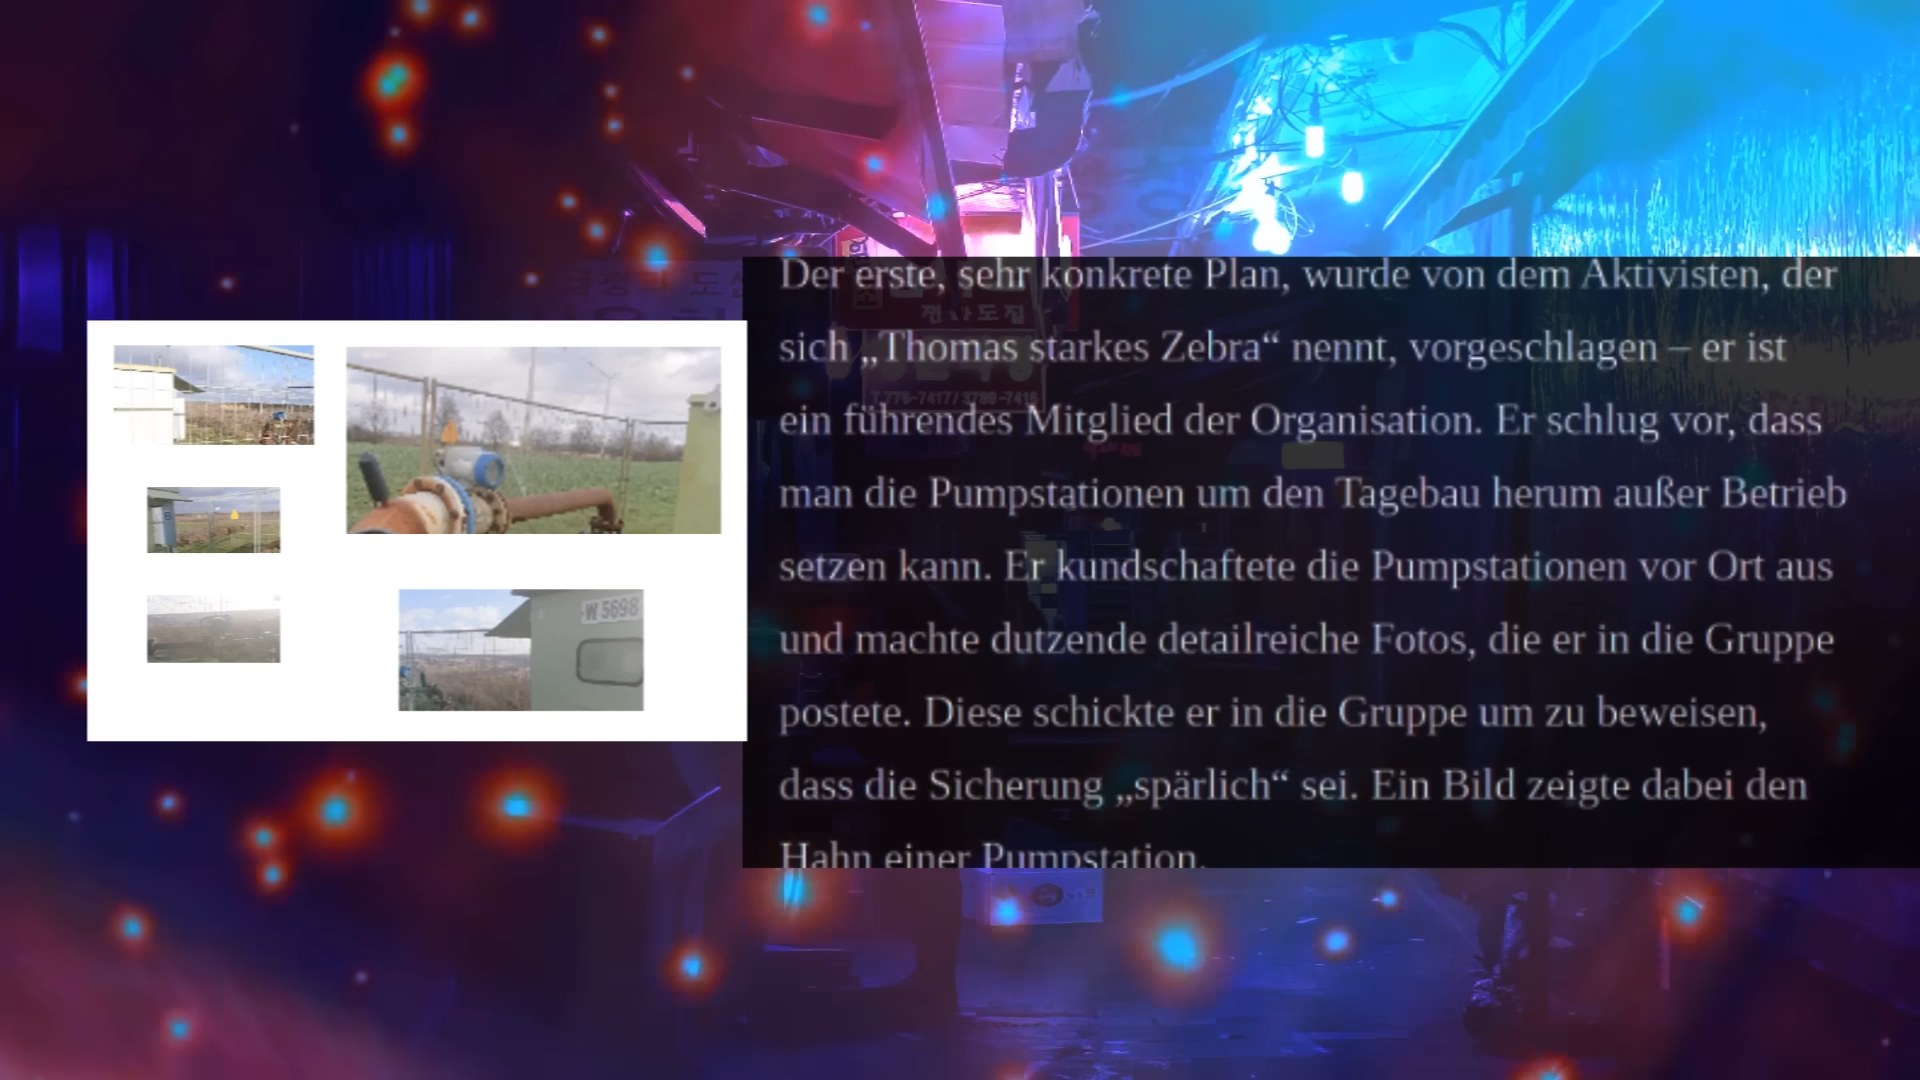 Der erste, sehr konkrete Plan, wurde von dem Aktivisten, der
sich „Thomas starkes Zebra“ nennt, vorgeschlagen – er ist
ein führendes Mitglied der Organisation. Er schlug vor, dass
man die Pumpstationen um den Tagebau herum außer Betrieb
setzen kann. Er kundschaftete die Pumpstationen vor Ort aus
und machte dutzende detailreiche Fotos, die er in die Gruppe
postete. Diese schickte er in die Gruppe um zu beweisen,
dass die Sicherung „spärlich“ sei. Ein Bild zeigte dabei den
Hahn einer Pumpstation.
W 5698